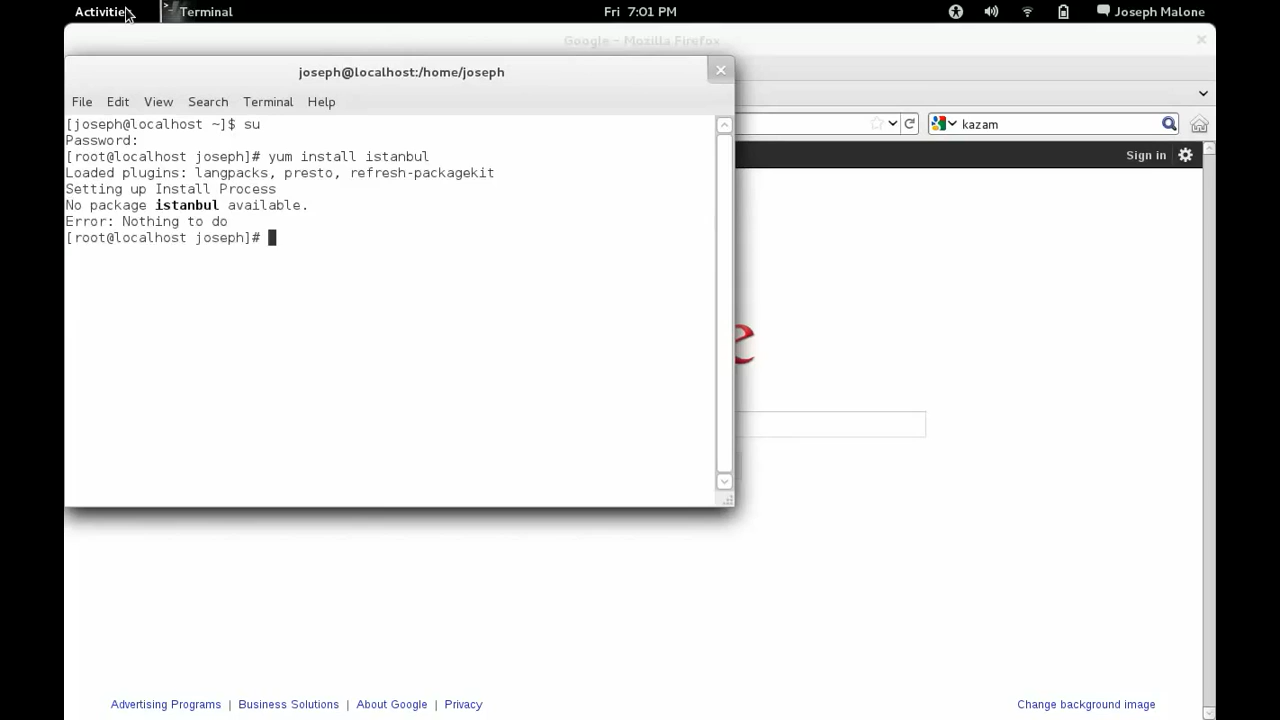 Activities Terminal Fri 7:01 PM Joseph Malone
Google - Mozilla Firefox
joseph@localhost:/home/joseph
File Edit View Search Terminal Help
[joseph@localhost ~]$ su
Password:
[root@localhost joseph]# yum install istanbul
Loaded plugins: langpacks, presto, refresh-packagekit
Setting up Install Process
No package istanbul available.
Error: Nothing to do
[root@localhost joseph]#
kazam
Sign in
e
Advertising Programs | Business Solutions | About Google | Privacy
Change background image